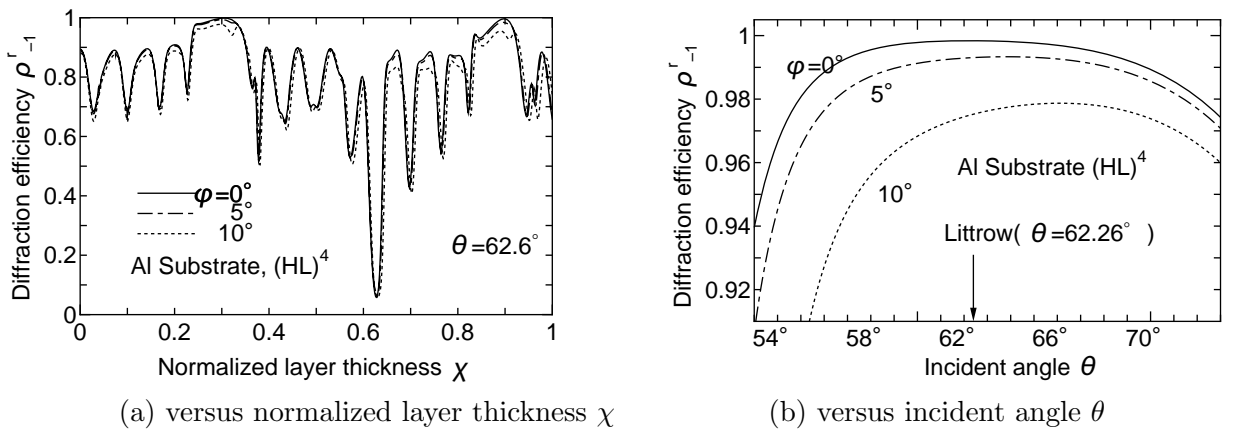 Diffraction efficiency ρ^r_-1
1
0.8
0.6
0.4
0.2
0
φ=0°
5°
10°
Al Substrate, (HL)^4
θ=62.6°
0 0.2 0.4 0.6 0.8 1
Normalized layer thickness χ
(a) versus normalized layer thickness χ
Diffraction efficiency ρ^r_-1
1
0.98
0.96
0.94
0.92
φ=0°
5°
10°
Al Substrate (HL)^4
Littrow( θ=62.26° )
54° 58° 62° 66° 70°
Incident angle θ
(b) versus incident angle θ